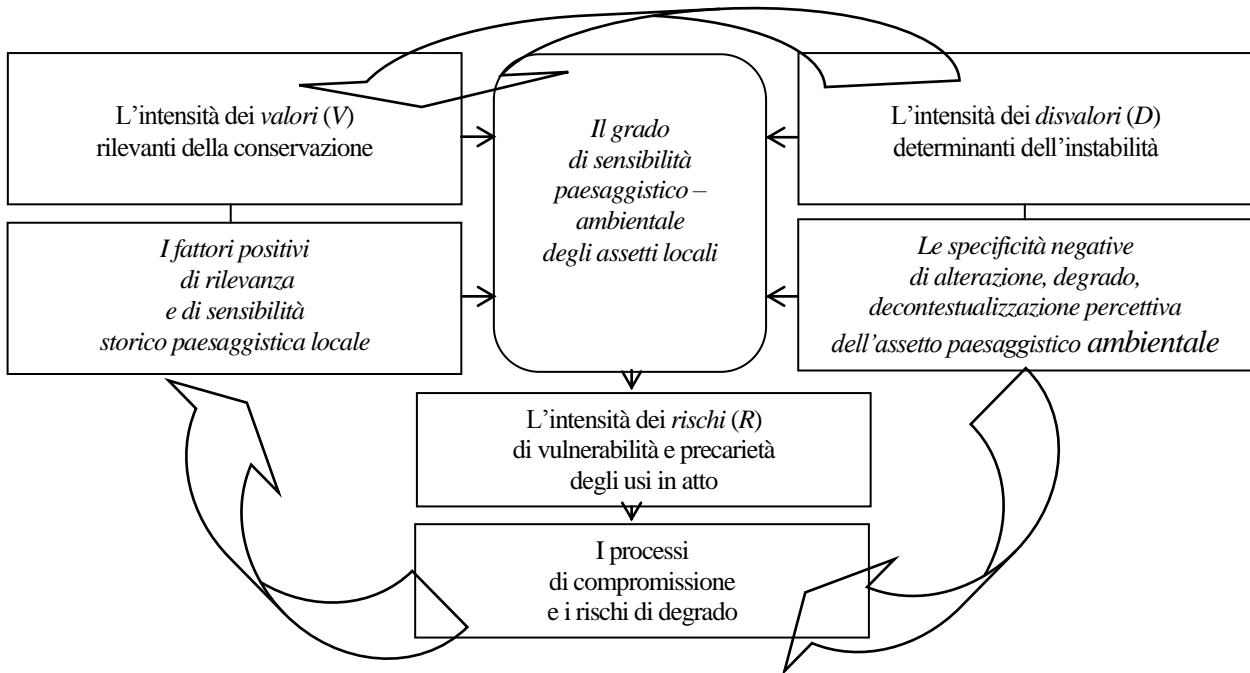 L'intensità dei valori (V)
rilevanti della conservazione
Il grado
di sensibilità
paesaggistico –
ambientale
degli assetti locali
L'intensità dei disvalori (D)
determinanti dell'instabilità
I fattori positivi
di rilevanza
e di sensibilità
storico paesaggistica locale
Le specificità negative
di alterazione, degrado,
decontestualizzazione percettiva
dell'assetto paesaggistico ambientale
L'intensità dei rischi (R)
di vulnerabilità e precarietà
degli usi in atto
I processi
di compromissione
e i rischi di degrado